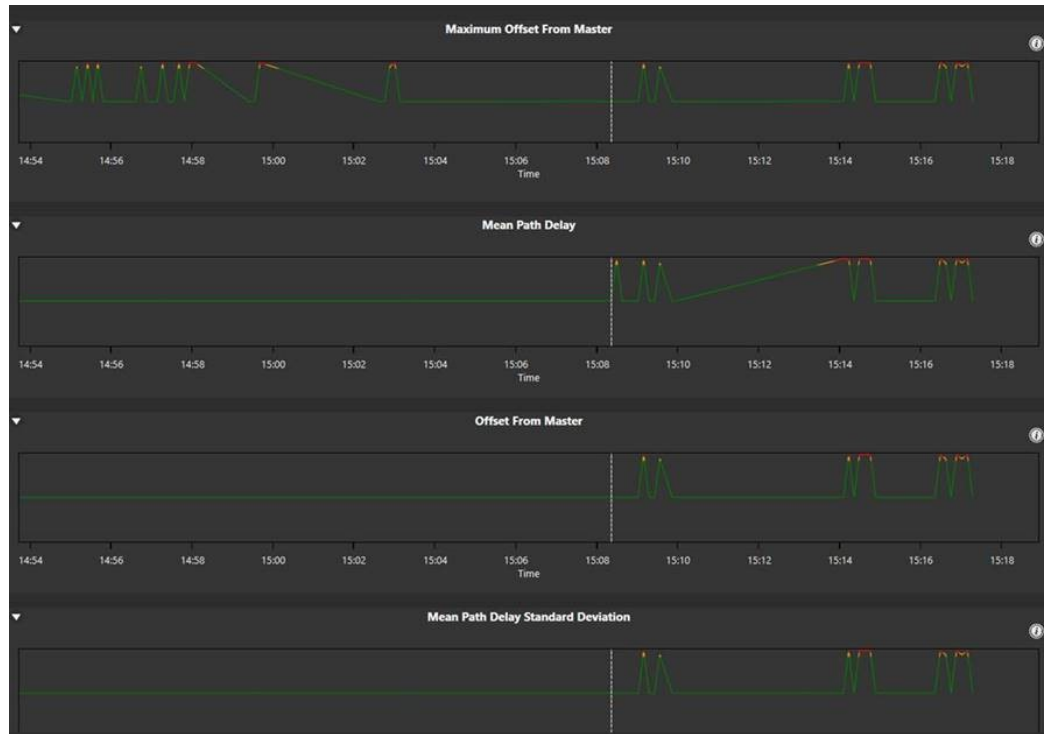 Maximum Offset From Master
i
14:54 14:56 14:58 15:00 15:02 15:04 15:06 15:08 15:10 15:12 15:14 15:16 15:18
Time
Mean Path Delay
i
14:54 14:56 14:58 15:00 15:02 15:04 15:06 15:08 15:10 15:12 15:14 15:16 15:18
Time
Offset From Master
i
14:54 14:56 14:58 15:00 15:02 15:04 15:06 15:08 15:10 15:12 15:14 15:16 15:18
Time
Mean Path Delay Standard Deviation
i